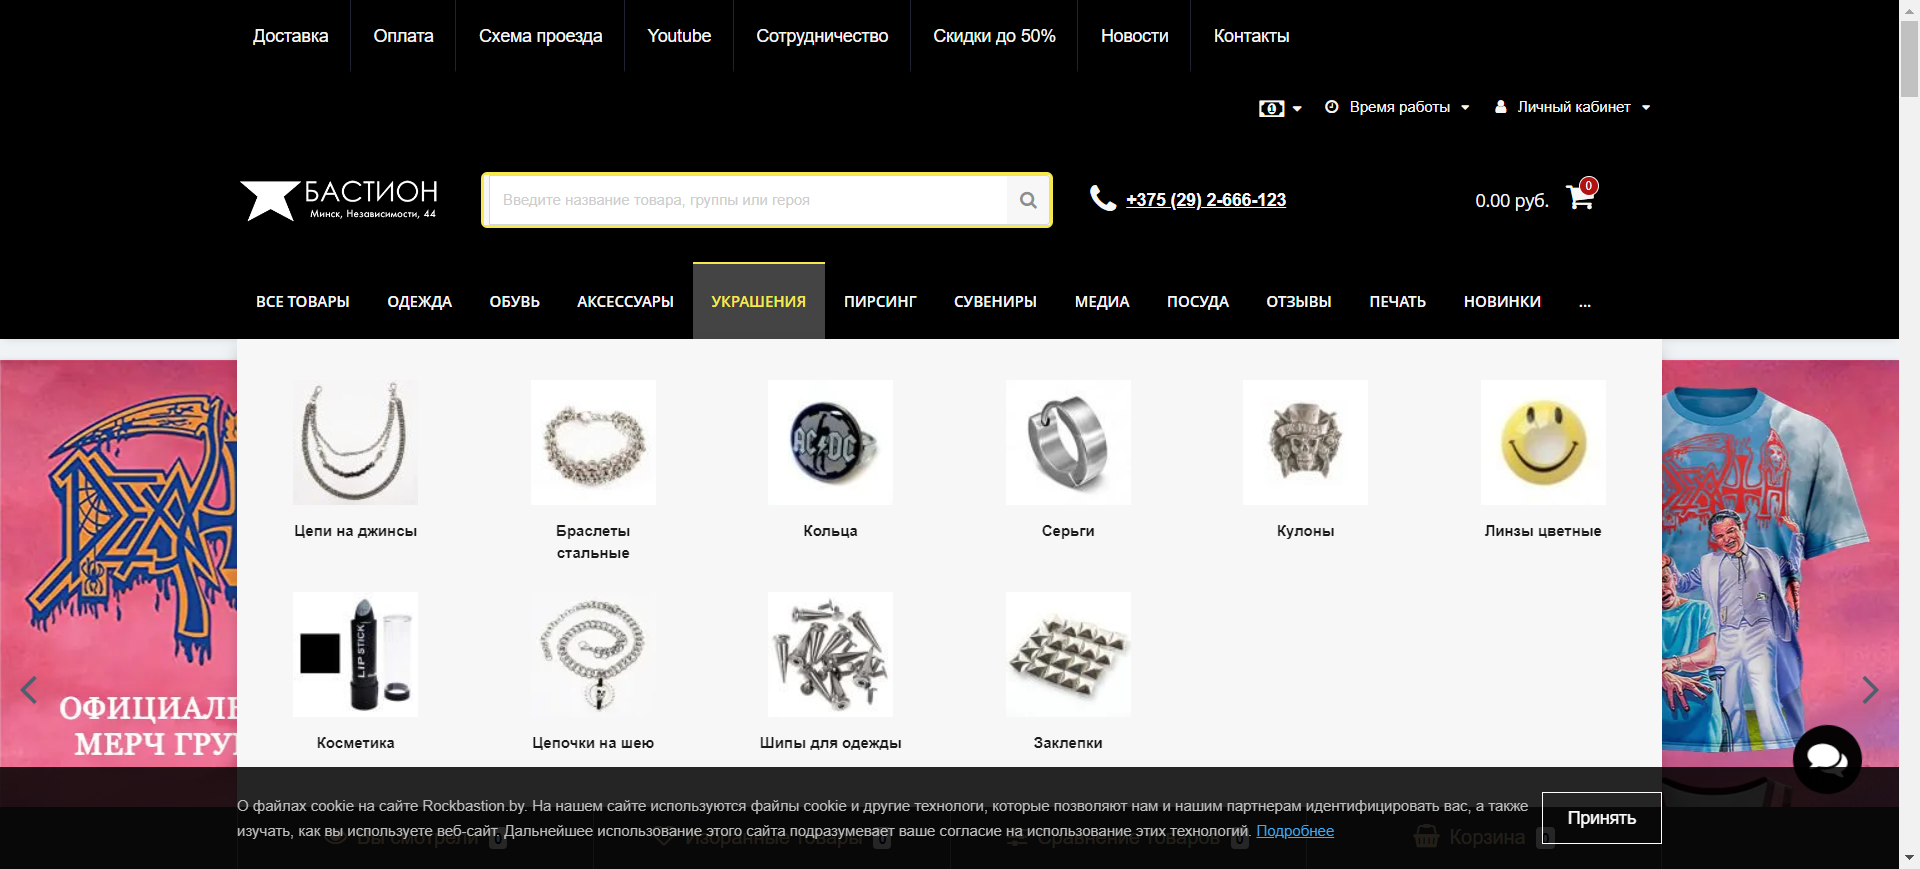 Доставка
Оплата
Схема проезда
Youtube
Сотрудничество
Скидки до 50%
Новости
Контакты
Время работы
Личный кабинет
БАСТИОН
Минск, Независимости, 44
Введите название товара, группы или героя
+375 (29) 2-666-123
0.00 руб.
0
ВСЕ ТОВАРЫ
ОДЕЖДА
ОБУВЬ
АКСЕССУАРЫ
УКРАШЕНИЯ
ПИРСИНГ
СУВЕНИРЫ
МЕДИА
ПОСУДА
ОТЗЫВЫ
ПЕЧАТЬ
НОВИНКИ
...
AC DC
Цепи на джинсы
Браслеты
стальные
Кольца
Серьги
Кулоны
Линзы цветные
LIPSTICK
Косметика
Цепочки на шею
Шипы для одежды
Заклепки
МЕРЧ
О файлах cookie на сайте Rockbastion.by. На нашем сайте используются файлы cookie и другие технологи, которые позволяют нам и нашим партнерам идентифицировать вас, а также
изучать, как вы используете веб-сайт. Дальнейшее использование этого сайта подразумевает ваше согласие на использование этих технологий. Подробнее
Принять
Вы смотрели 0
Избранные товары 0
Сравнение товаров 0
Корзина 0